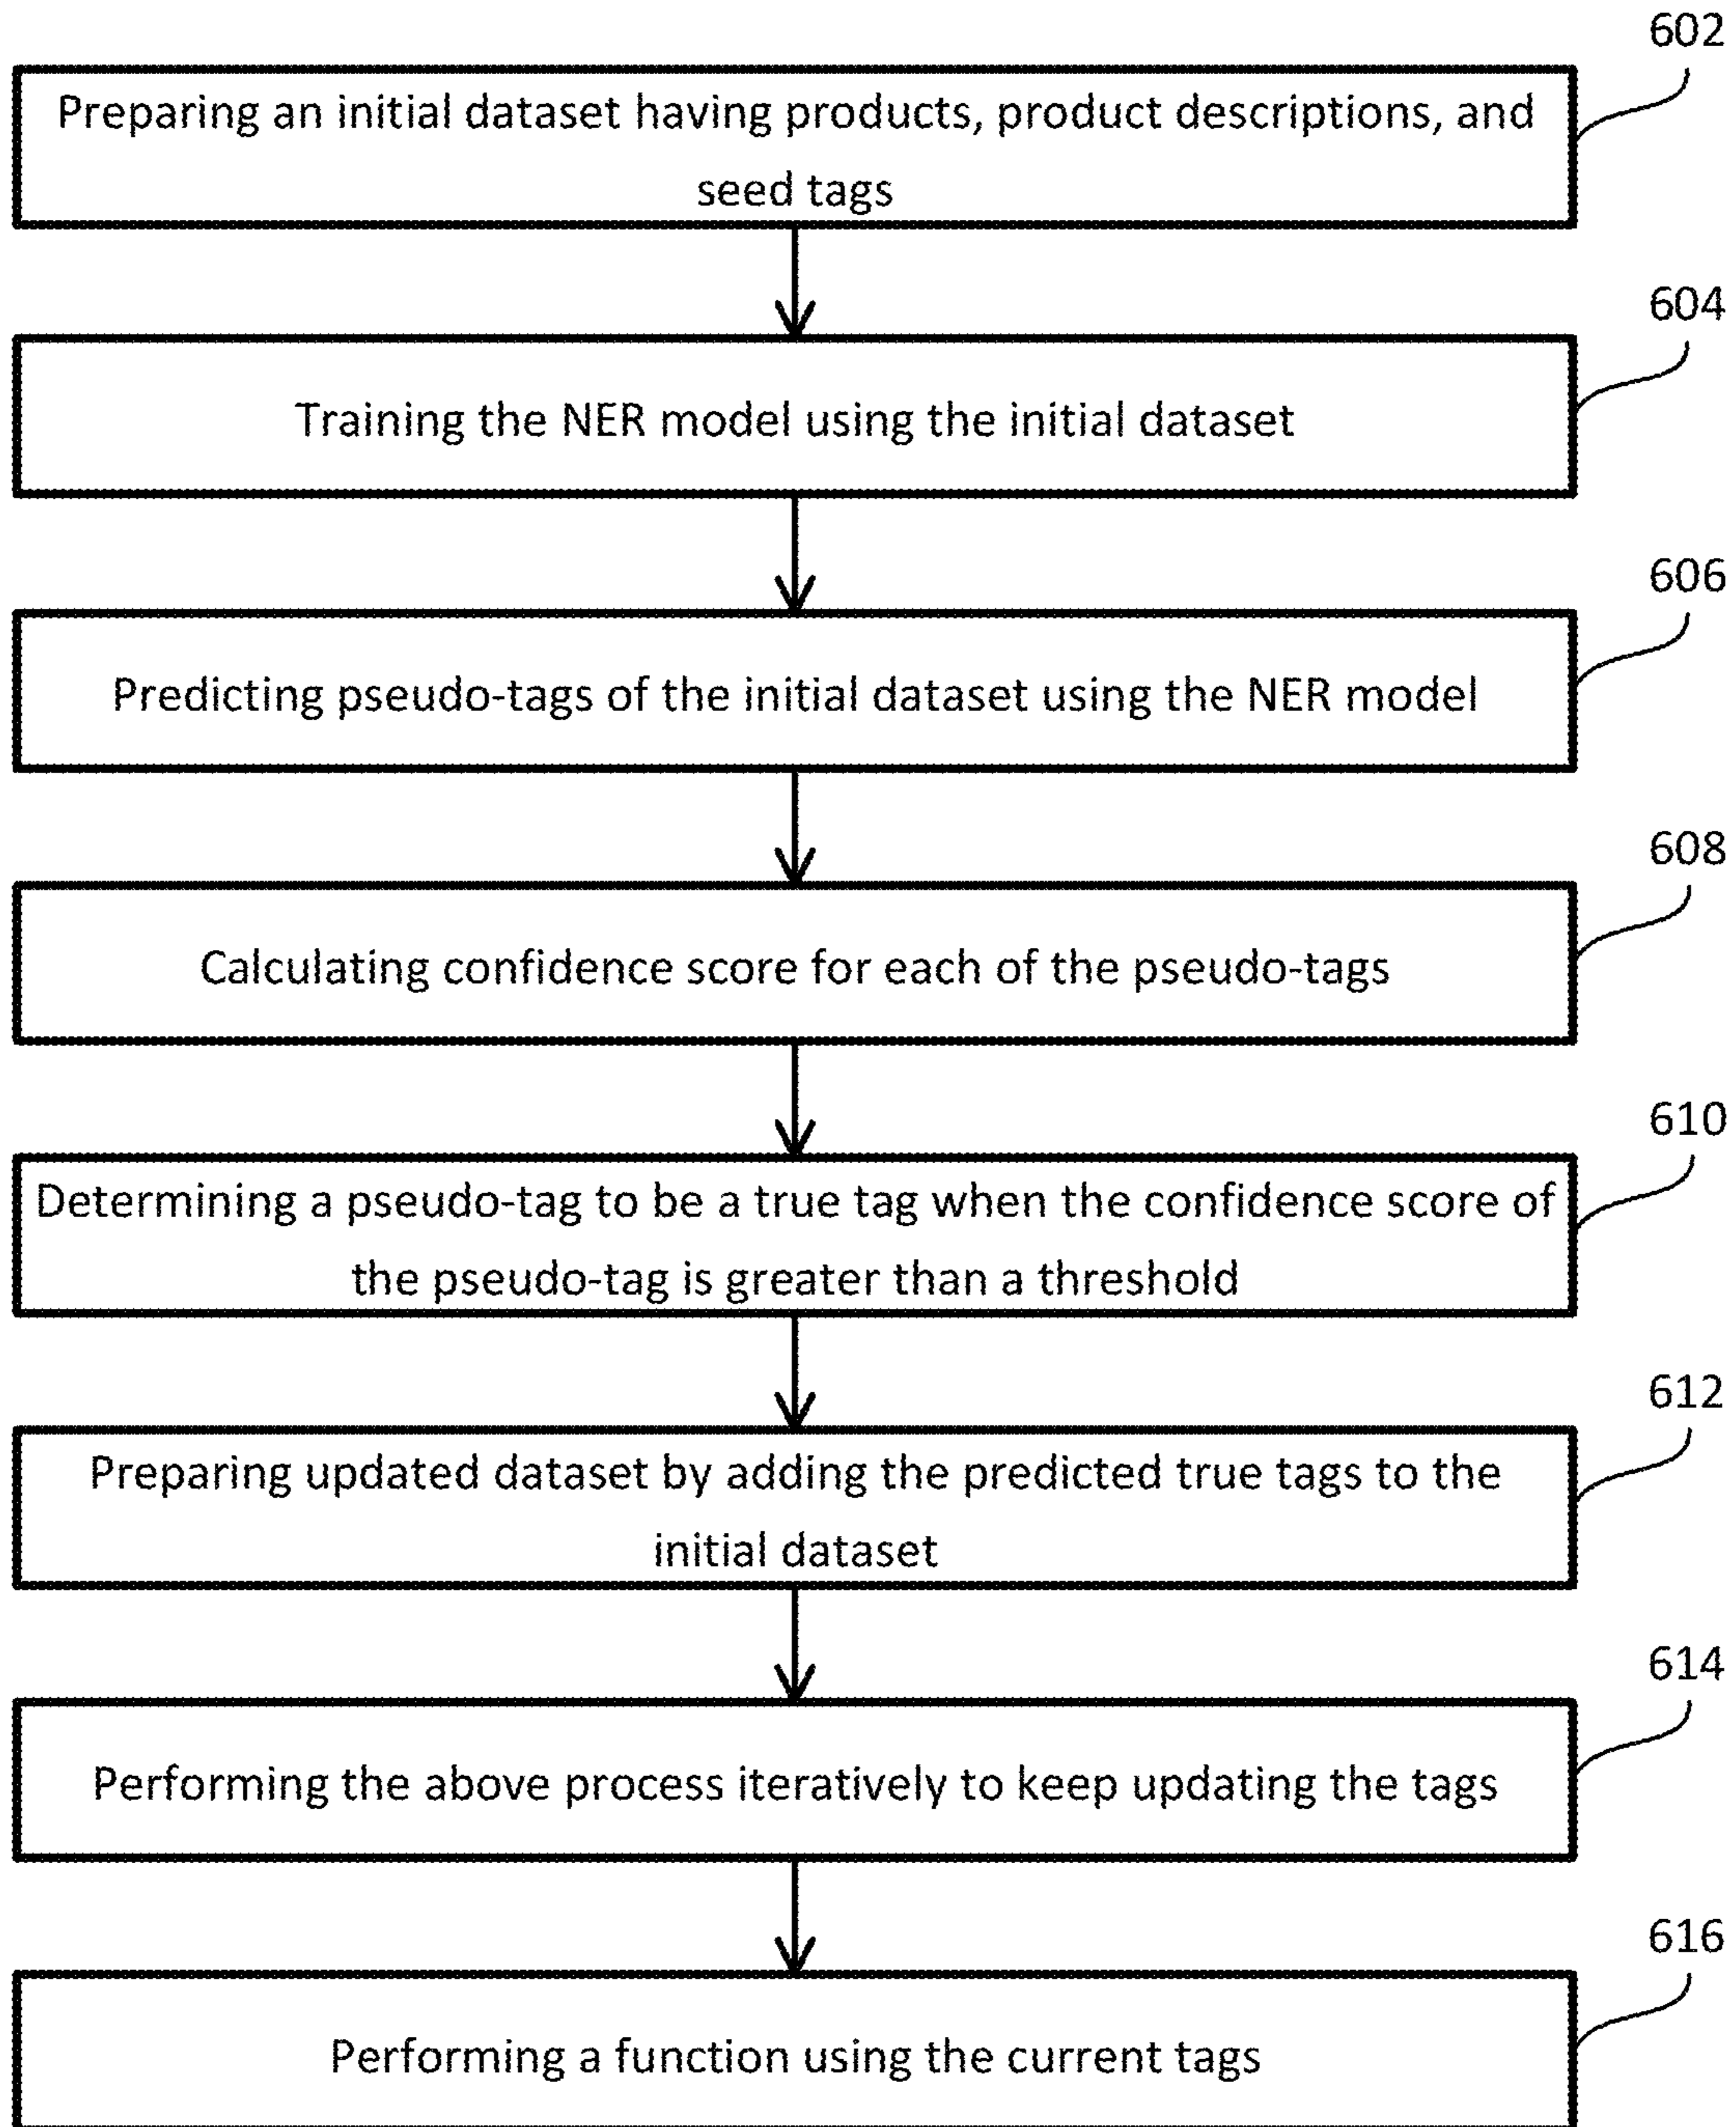 602
Preparing an initial dataset having products, product descriptions, and
seed tags
604
Training the NER model using the initial dataset
606
Predicting pseudo-tags of the initial dataset using the NER model
608
Calculating confidence score for each of the pseudo-tags
610
Determining a pseudo-tag to be a true tag when the confidence score of
the pseudo-tag is greater than a threshold
612
Preparing updated dataset by adding the predicted true tags to the
initial dataset
614
Performing the above process iteratively to keep updating the tags
616
Performing a function using the current tags